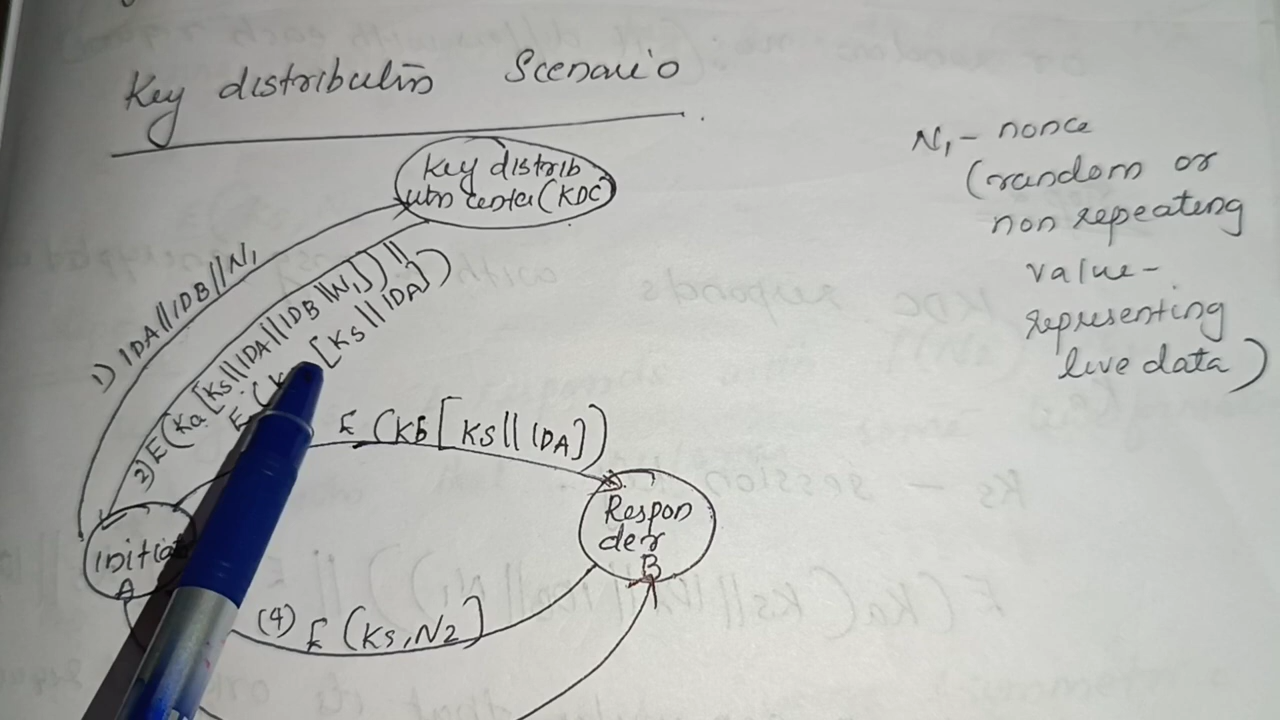 Key distribution Scenario
Key distrib
ution center (KDC)
N1 - nonce
(random or
non repeating
value -
representing
live data)
1) IDA || IDB || N1
2) E(Ka[Ks||IDA||IDB||N1]) ||
[Ks||IDA])
E(Kb[Ks||IDA])
Respon
der
B
Initiat
A
(4) E(Ks,N2)